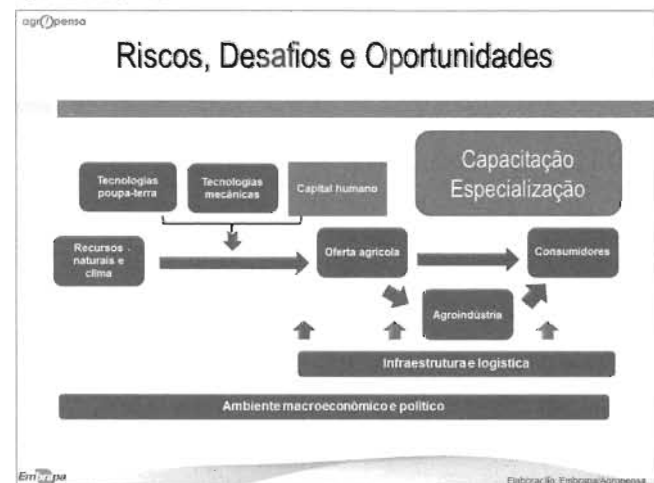 agropensa
Riscos, Desafios e Oportunidades
Capacitação
Especialização
Tecnologias
poupa-terra
Tecnologias
mecânicas
Capital humano
Recursos
naturais e
clima
Oferta agrícola
Consumidores
Agroindústria
Infraestrutura e logística
Ambiente macroeconômico e político
Embrapa
Elaboração: Embrapa/Agropensa